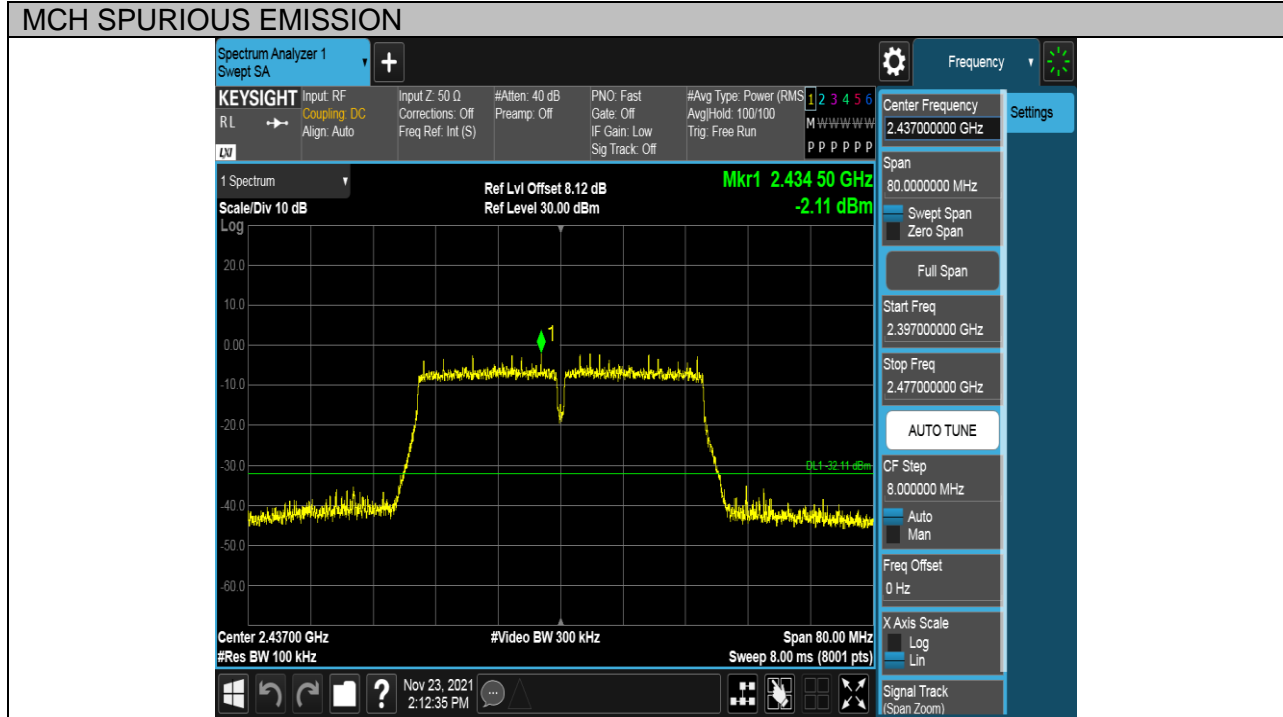 MCH SPURIOUS EMISSION
Spectrum Analyzer 1
Swept SA
+
Frequency
KEYSIGHT
RL
LXI
Input: RF
Coupling: DC
Align: Auto
Input Z: 50 Ω
Corrections: Off
Freq Ref: Int (S)
#Atten: 40 dB
Preamp: Off
PNO: Fast
Gate: Off
IF Gain: Low
Sig Track: Off
#Avg Type: Power (RMS
Avg|Hold: 100/100
Trig: Free Run
1 2 3 4 5 6
M W W W W W
P P P P P P
1 Spectrum
Scale/Div 10 dB
Log
Ref Lvl Offset 8.12 dB
Ref Level 30.00 dBm
Mkr1 2.434 50 GHz
-2.11 dBm
20.0
10.0
0.00
-10.0
-20.0
-30.0
-40.0
-50.0
-60.0
1
DL1 -32.11 dBm
Center 2.43700 GHz
#Res BW 100 kHz
#Video BW 300 kHz
Span 80.00 MHz
Sweep 8.00 ms (8001 pts)
Center Frequency
2.437000000 GHz
Settings
Span
80.0000000 MHz
Swept Span
Zero Span
Full Span
Start Freq
2.397000000 GHz
Stop Freq
2.477000000 GHz
AUTO TUNE
CF Step
8.000000 MHz
Auto
Man
Freq Offset
0 Hz
X Axis Scale
Log
Lin
Signal Track
(Span Zoom)
?
Nov 23, 2021
2:12:35 PM